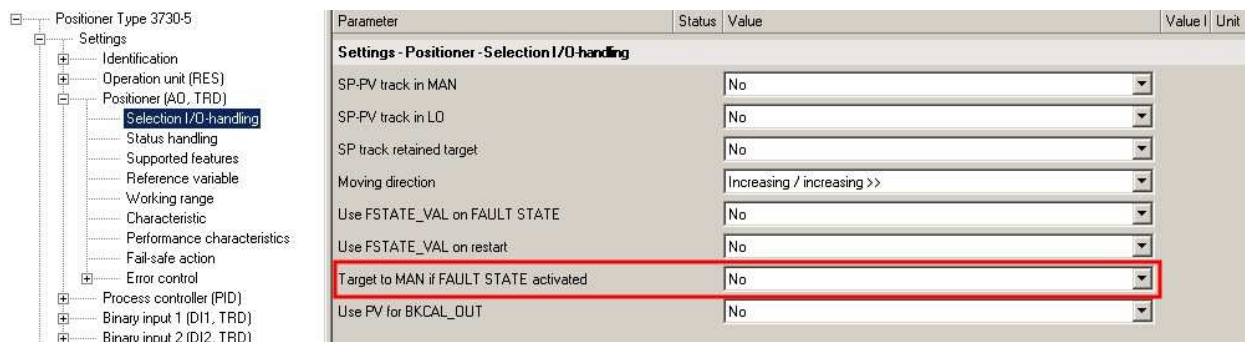 Positioner Type 3730-5
Settings
Identification
Operation unit (RES)
Positioner (AO, TRD)
Selection I/O-handling
Status handling
Supported features
Reference variable
Working range
Characteristic
Performance characteristics
Fail-safe action
Error control
Process controller (PID)
Binary input 1 (DI1, TRD)
Binary input 2 (DI2, TRD)
Parameter Status Value Value Unit
Settings - Positioner - Selection I/O-handling
SP-PV track in MAN No
SP-PV track in LO No
SP track retained target No
Moving direction Increasing / increasing >>
Use FSTATE_VAL on FAULT STATE No
Use FSTATE_VAL on restart No
Target to MAN if FAULT STATE activated No
Use PV for BKCAL_OUT No